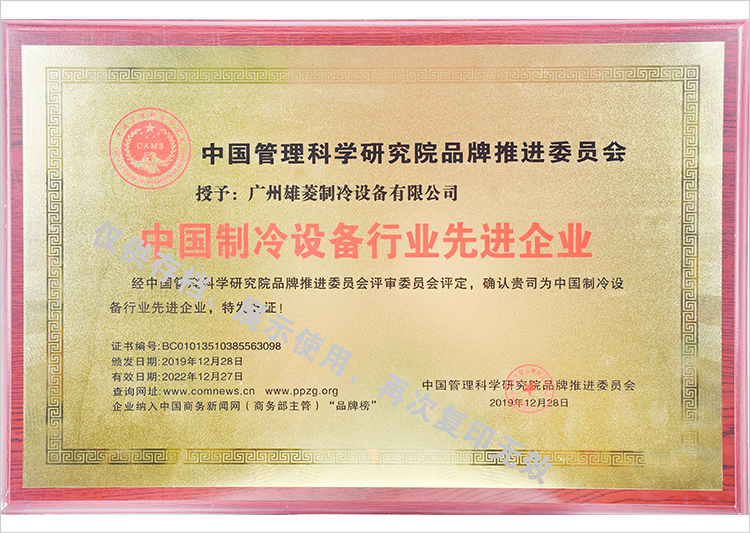 CAMS
中国管理科学研究院品牌推进委员会
授予：广州雄菱制冷设备有限公司
中国制冷设备行业先进企业
经中国管理科学研究院品牌推进委员会评审委员会评定，确认贵司为中国制冷设
备行业先进企业，特为 证！
证书编号:BC01013510385563098
颁发日期:2019年12月28日
有效日期:2022年12月27日
查询网址:www.comnews.cn www.ppzg.org
企业纳入中国商务新闻网（商务部主管）“品牌榜”
中国管理科学研究院品牌推进委员会
2019年12月28日
仅供存档、展示使用，再次复印无效